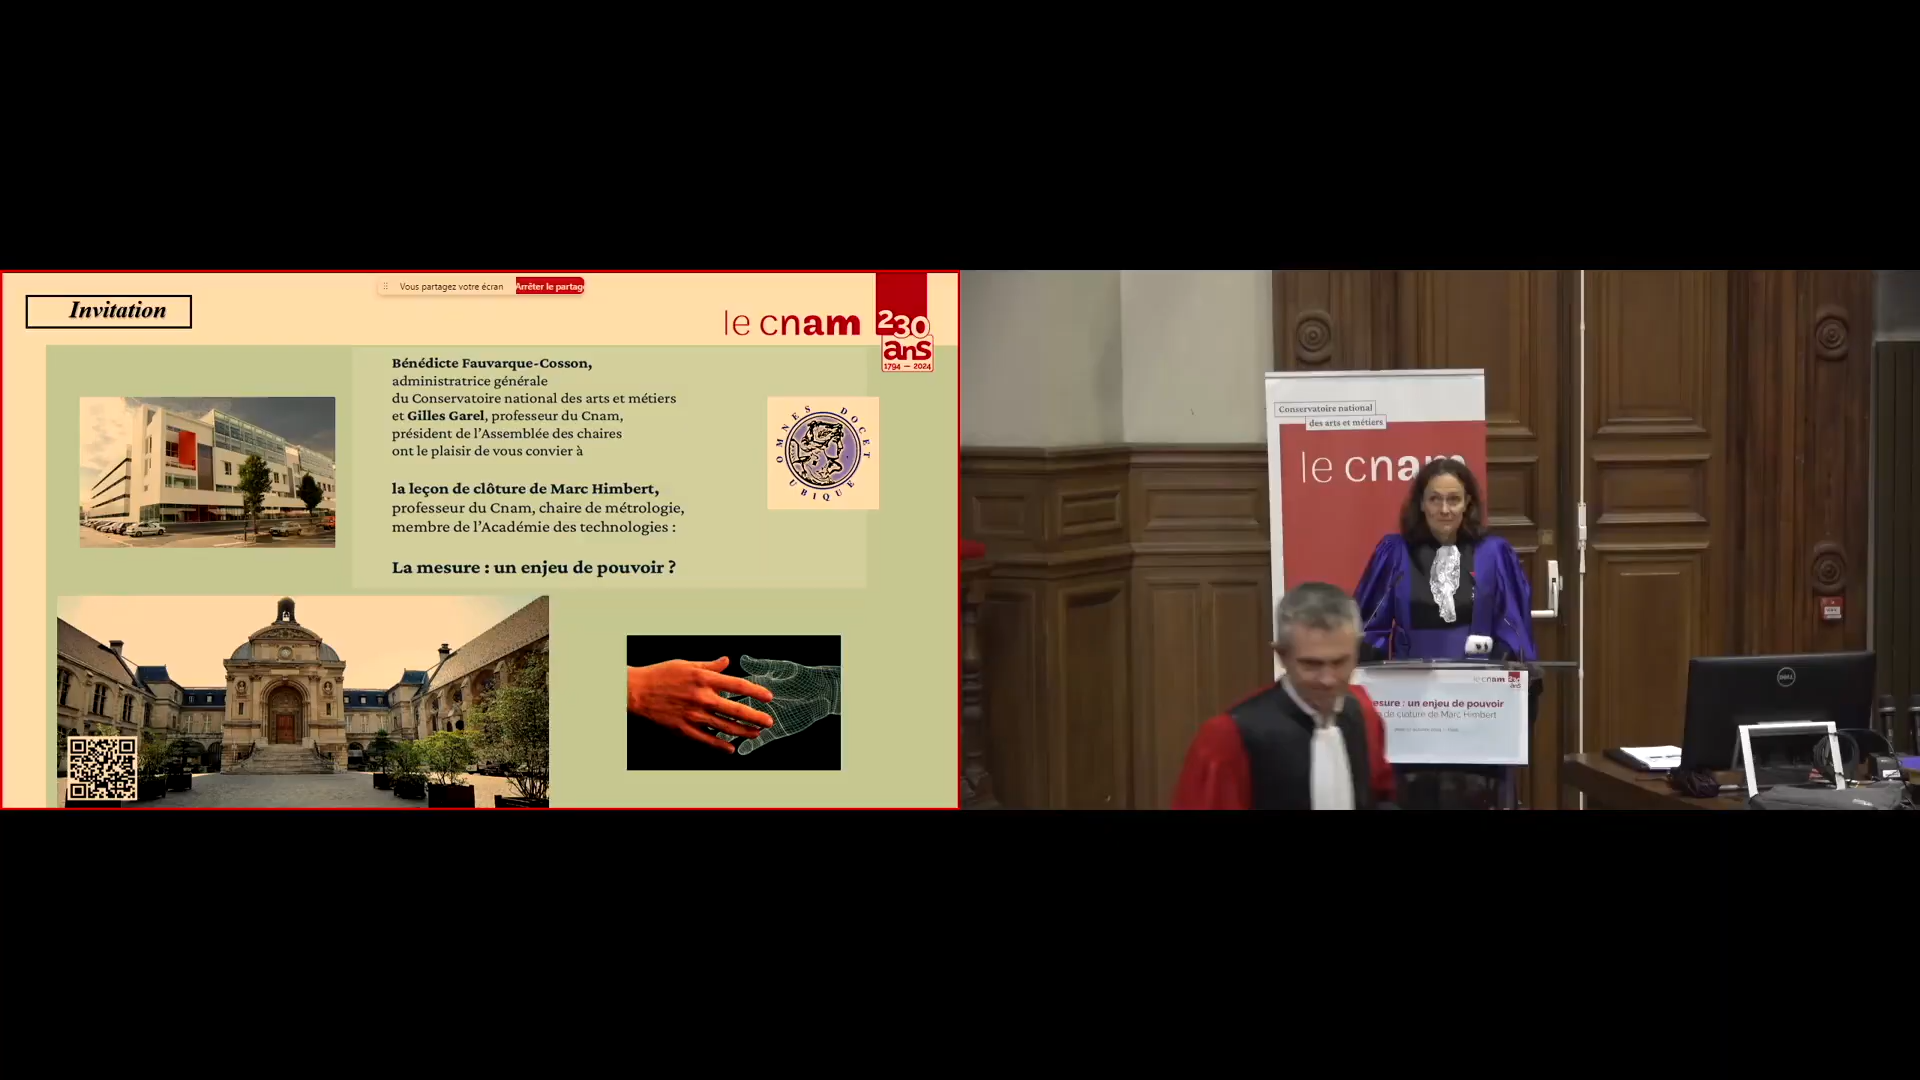 Invitation
Vous partagez votre écran
Arrêter le partag
le cnam
230
ans
1794 — 2024
Bénédicte Fauvarque-Cosson,
administratrice générale
du Conservatoire national des arts et métiers
et Gilles Garel, professeur du Cnam,
président de l'Assemblée des chaires
ont le plaisir de vous convier à
la leçon de clôture de Marc Himbert,
professeur du Cnam, chaire de métrologie,
membre de l'Académie des technologies :
La mesure : un enjeu de pouvoir ?
OMNES DOCET UBIQUE
Conservatoire national
des arts et métiers
le cnam
le cnam
esure : un enjeu de pouvoir
de clôture de Marc Himbert
DELL